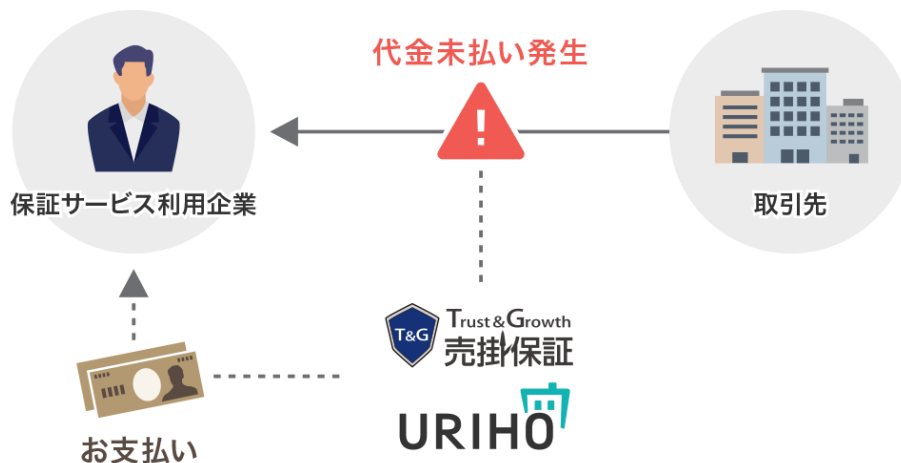 代金未払い発生
!
保証サービス利用企業
取引先
T&G
Trust&Growth
売掛保証
URIHO
お支払い